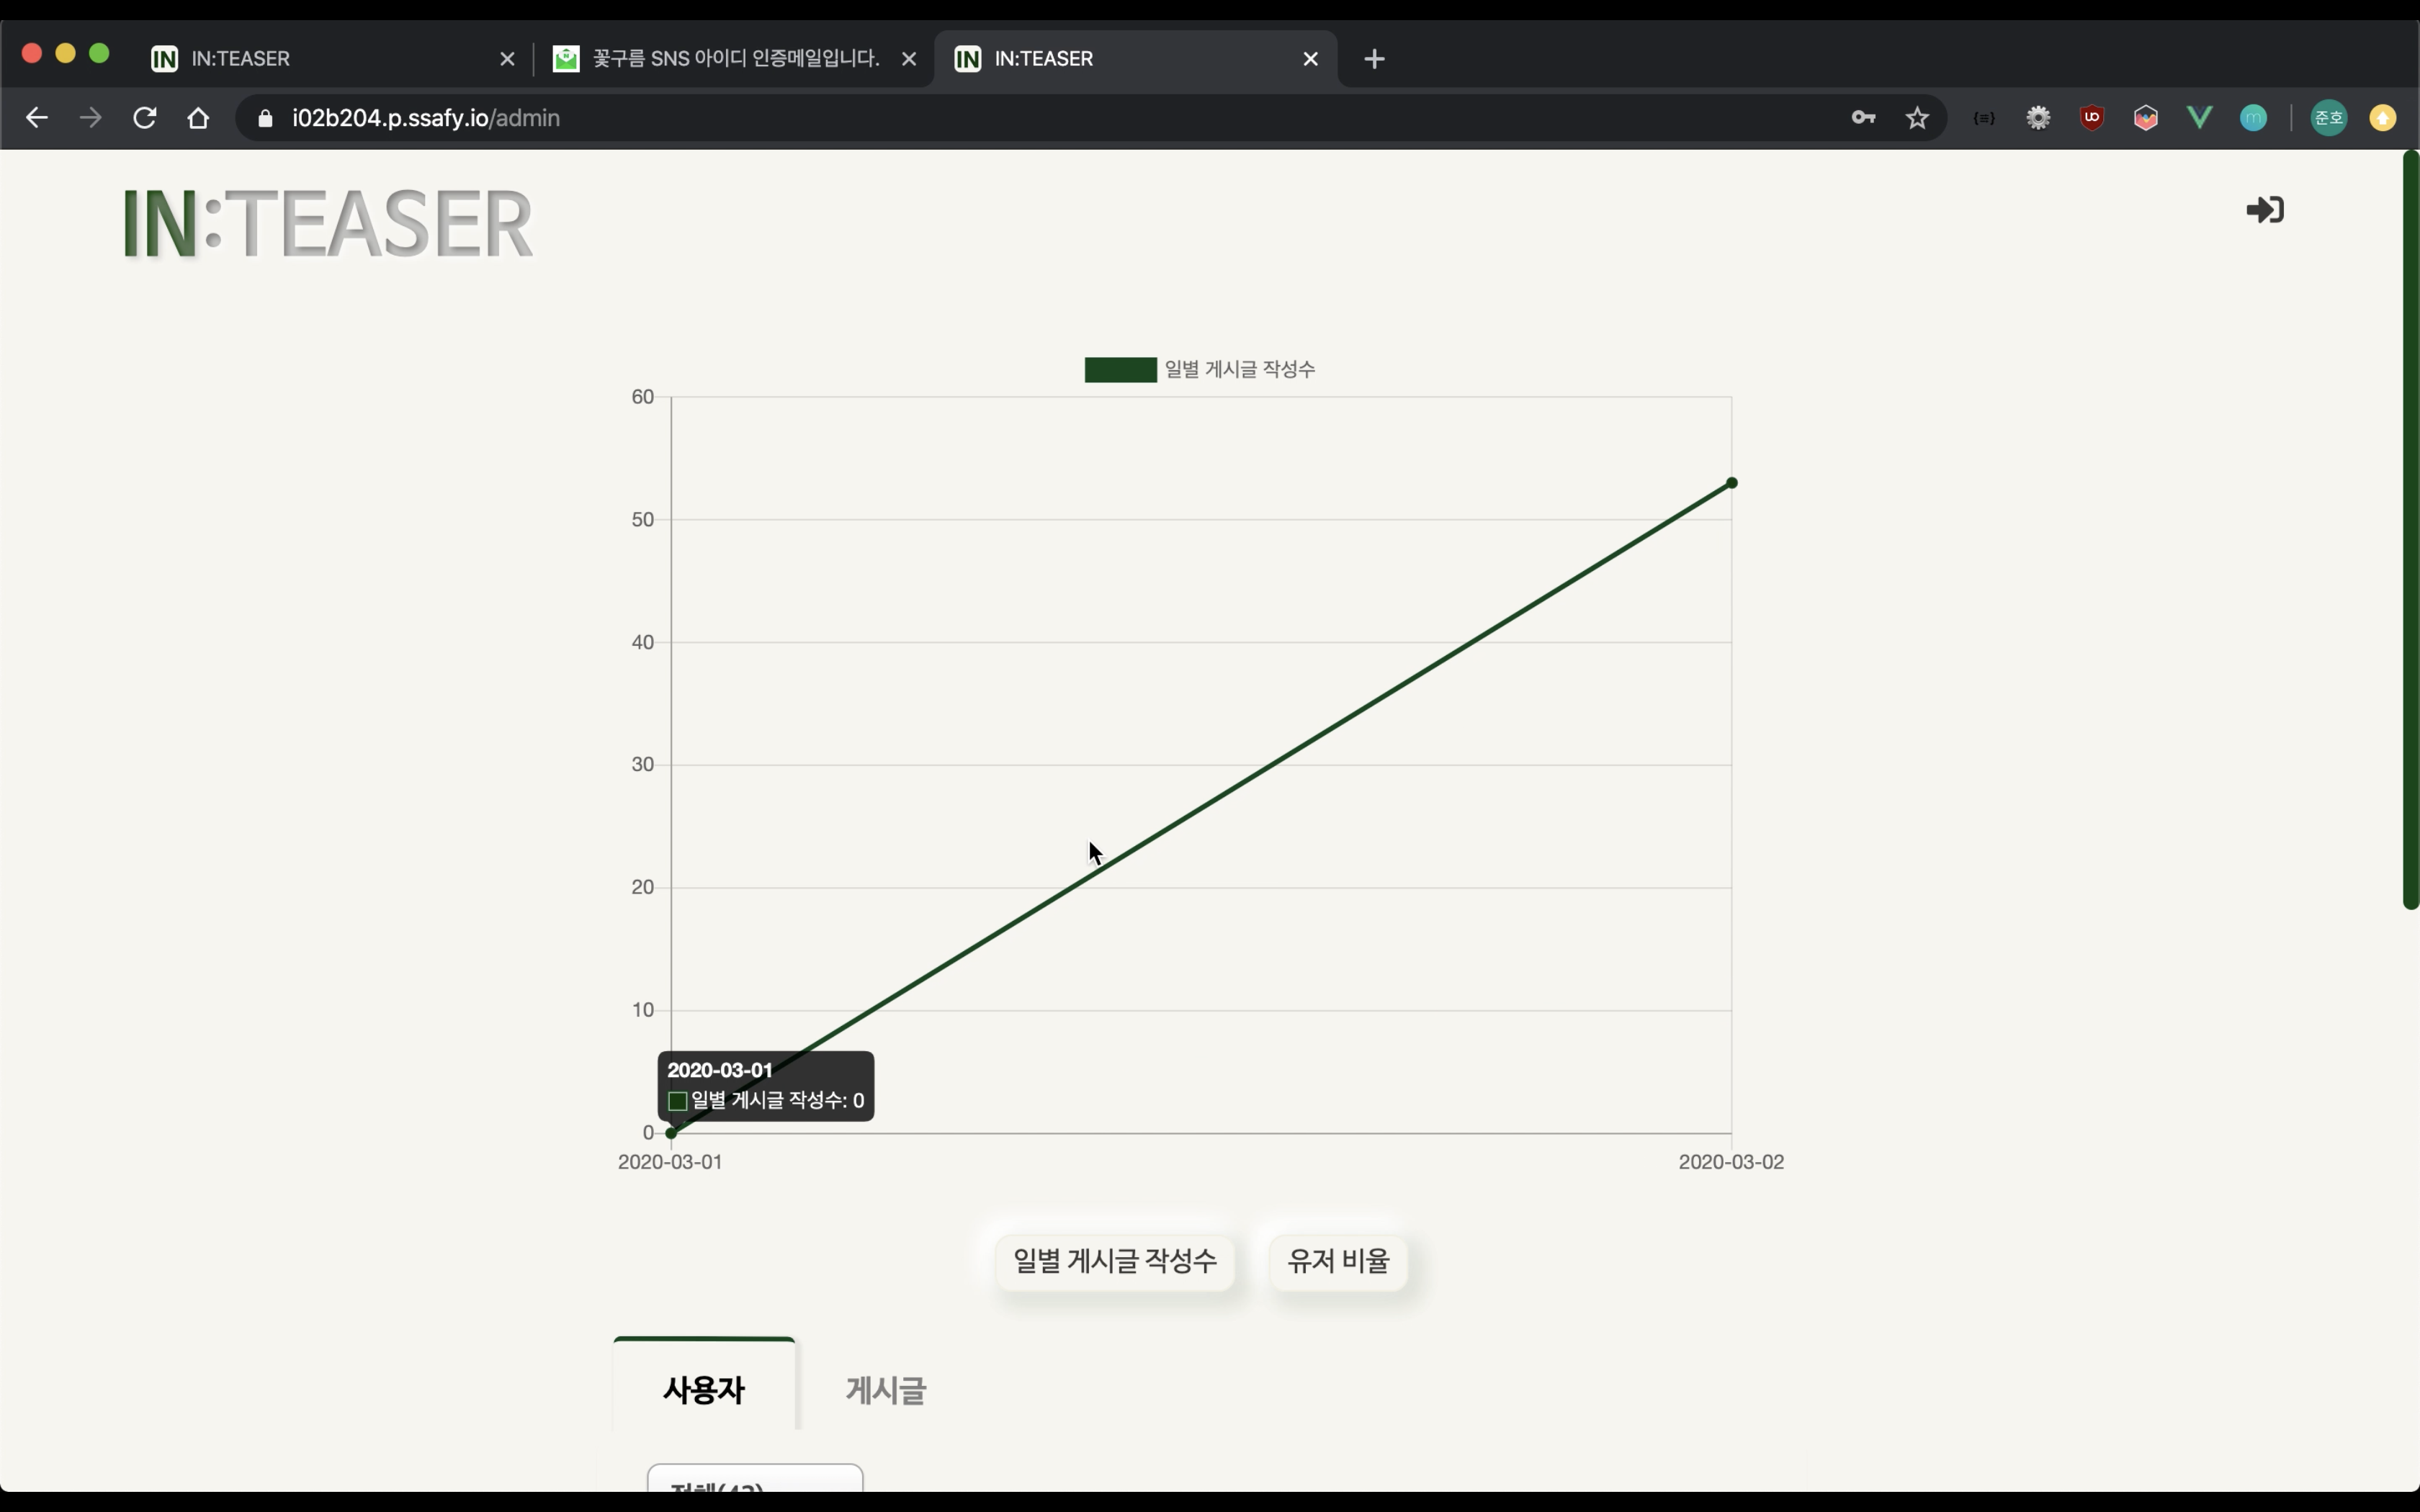 IN IN:TEASER
꽃구름 SNS 아이디 인증메일입니다.
IN IN:TEASER
i02b204.p.ssafy.io/admin
준호
IN:TEASER
일별 게시글 작성수
60
50
40
30
20
10
0
2020-03-01
일별 게시글 작성수: 0
2020-03-01
2020-03-02
일별 게시글 작성수
유저 비율
사용자
게시글